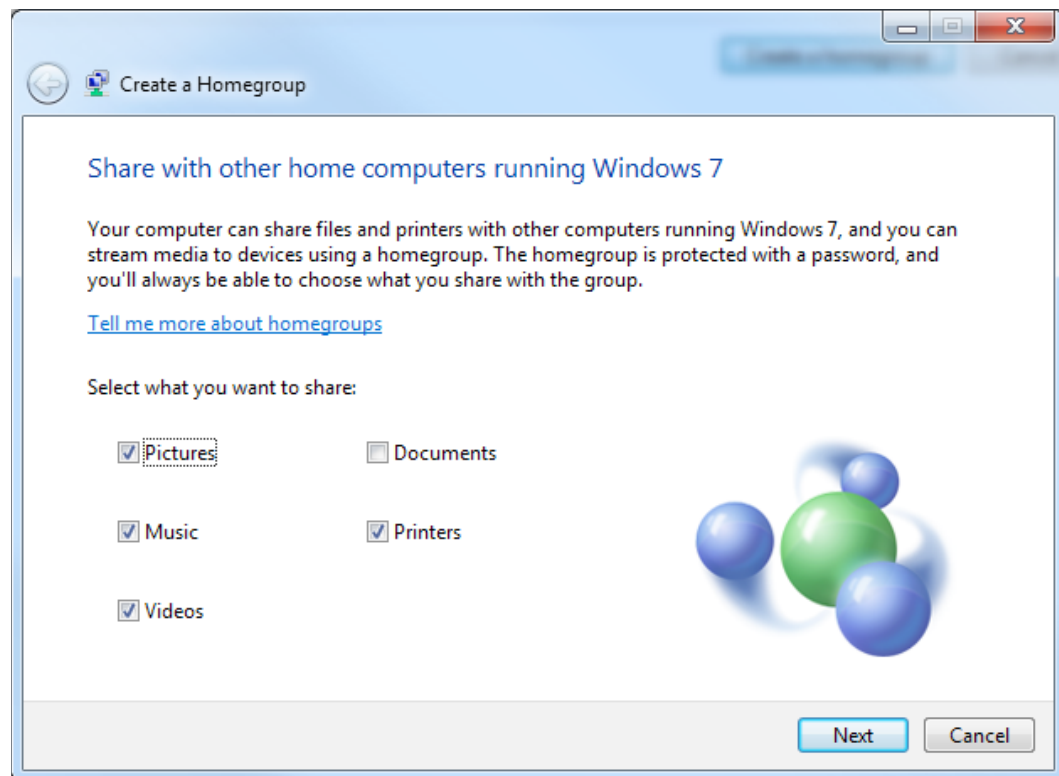 Create a Homegroup
Share with other home computers running Windows 7
Your computer can share files and printers with other computers running Windows 7, and you can
stream media to devices using a homegroup. The homegroup is protected with a password, and
you'll always be able to choose what you share with the group.
Tell me more about homegroups
Select what you want to share:
Pictures Documents
Music Printers
Videos
Next Cancel